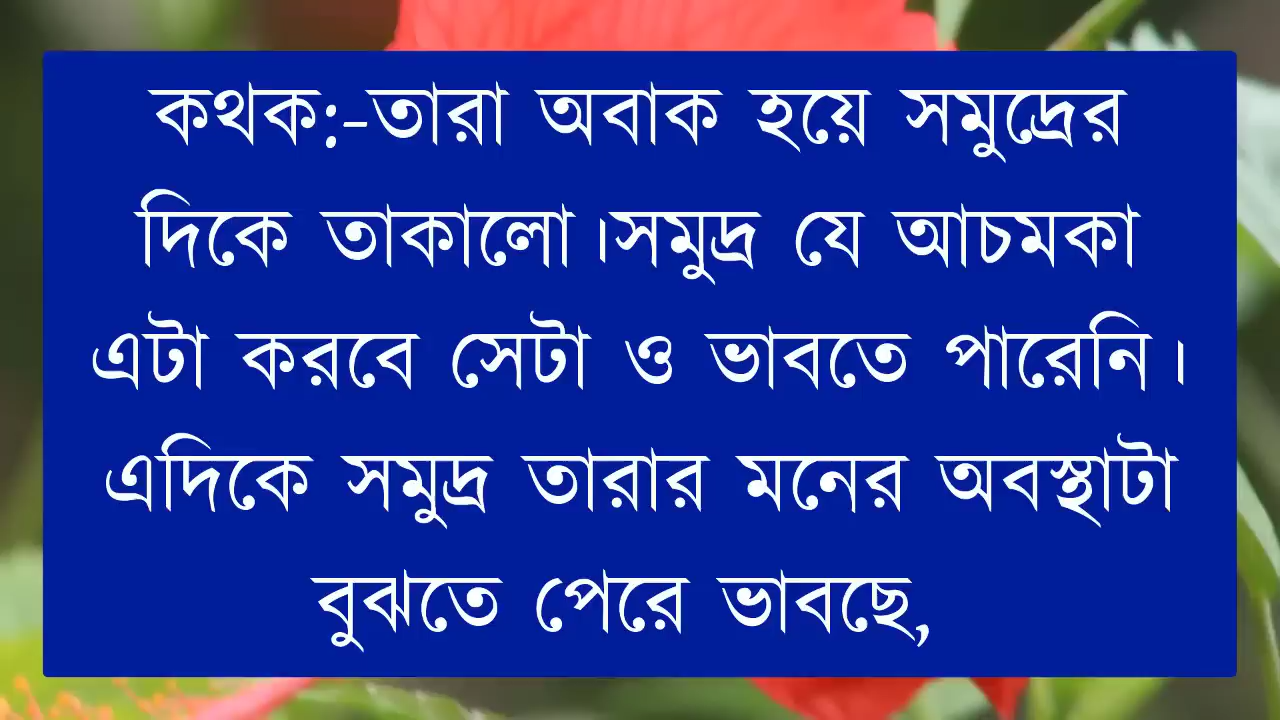 কথক:-তারা অবাক হয়ে সমুদ্রের
দিকে তাকালো।সমুদ্র যে আচমকা
এটা করবে সেটা ও ভাবতে পারেনি।
এদিকে সমুদ্র তারার মনের অবস্থাটা
বুঝতে পেরে ভাবছে,